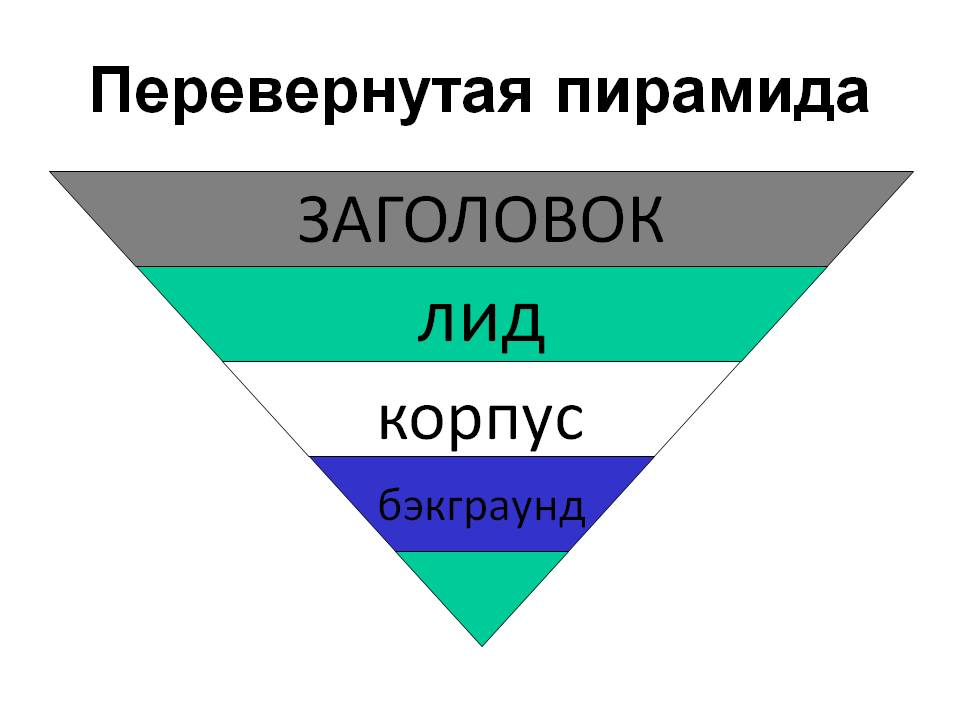 Перевернутая пирамида
ЗАГОЛОВОК
лид
корпус
бэкграунд